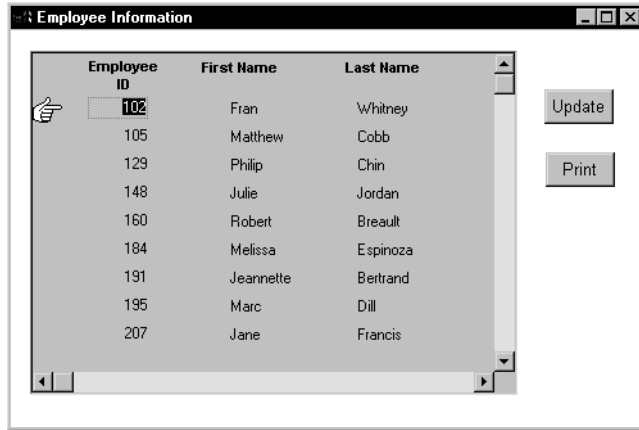 Employee Information
Employee ID First Name Last Name
102 Fran Whitney
105 Matthew Cobb
129 Philip Chin
148 Julie Jordan
160 Robert Breault
184 Melissa Espinoza
191 Jeannette Bertrand
195 Marc Dill
207 Jane Francis
Update
Print